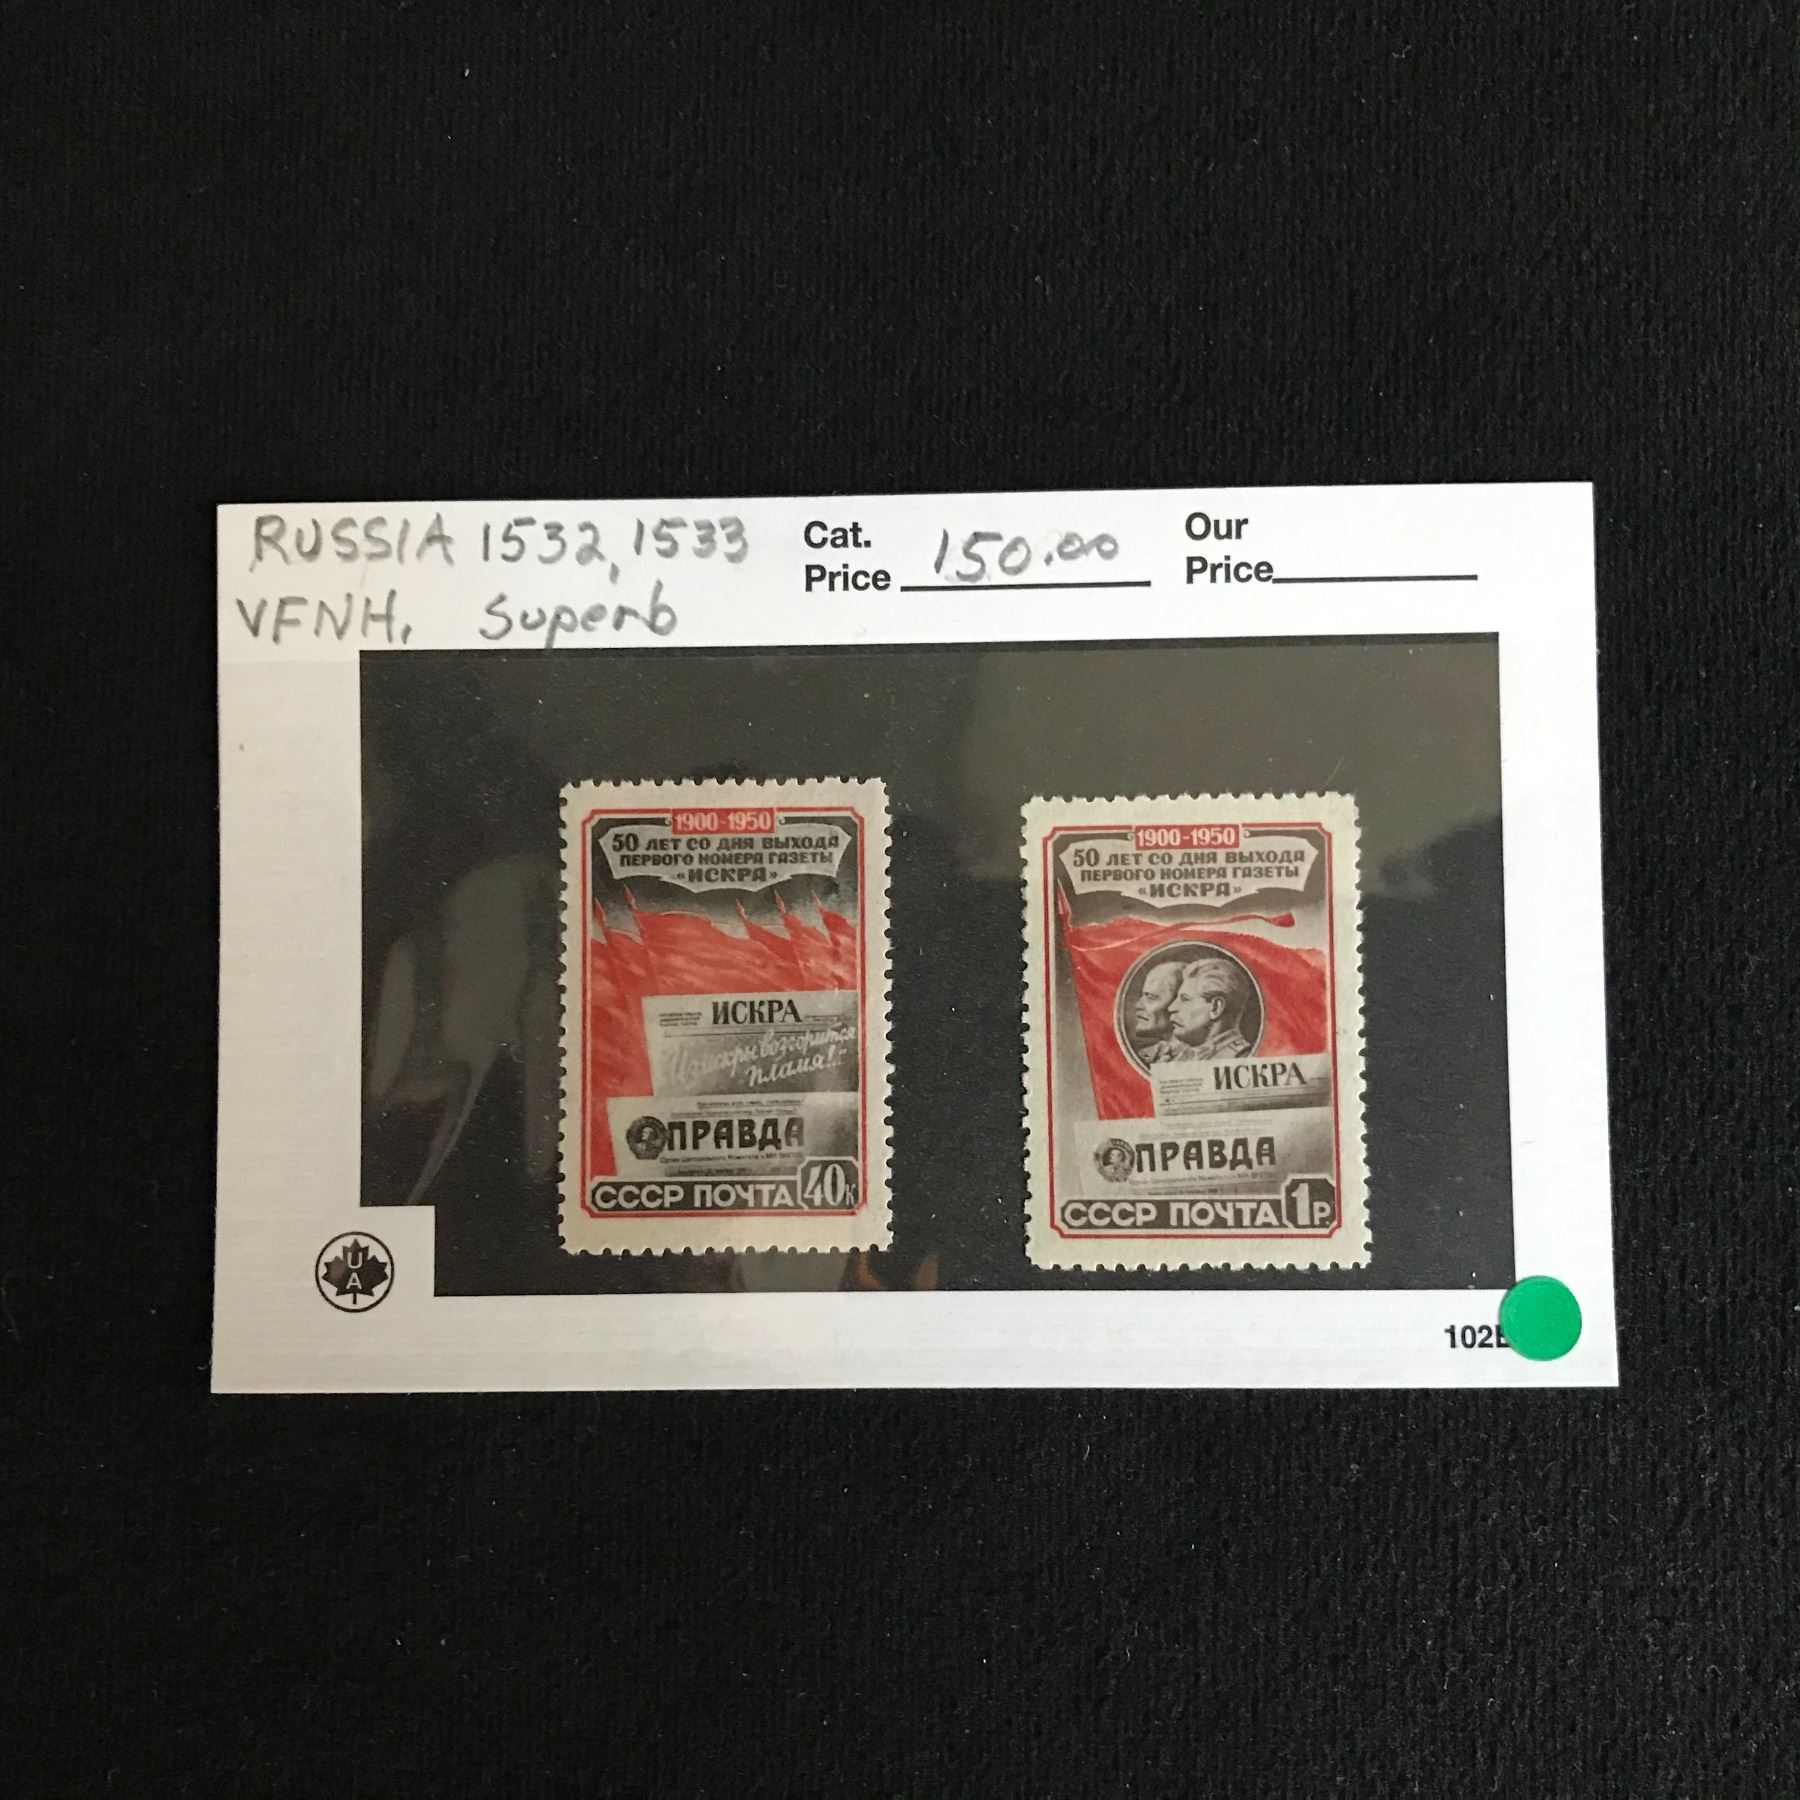 RUSSIA 1532, 1533
VFNH, Superb
Cat.
Price 150.00
Our
Price
1900-1950
50 ЛЕТ СО ДНЯ ВЫХОДА
ПЕРВОГО НОМЕРА ГАЗЕТЫ
«ИСКРА»
ИСКРА
Из искры возгорится
пламя!..
ПРАВДА
СССР ПОЧТА 40К
1900-1950
50 ЛЕТ СО ДНЯ ВЫХОДА
ПЕРВОГО НОМЕРА ГАЗЕТЫ
«ИСКРА»
ИСКРА
ПРАВДА
СССР ПОЧТА 1Р.
UAI